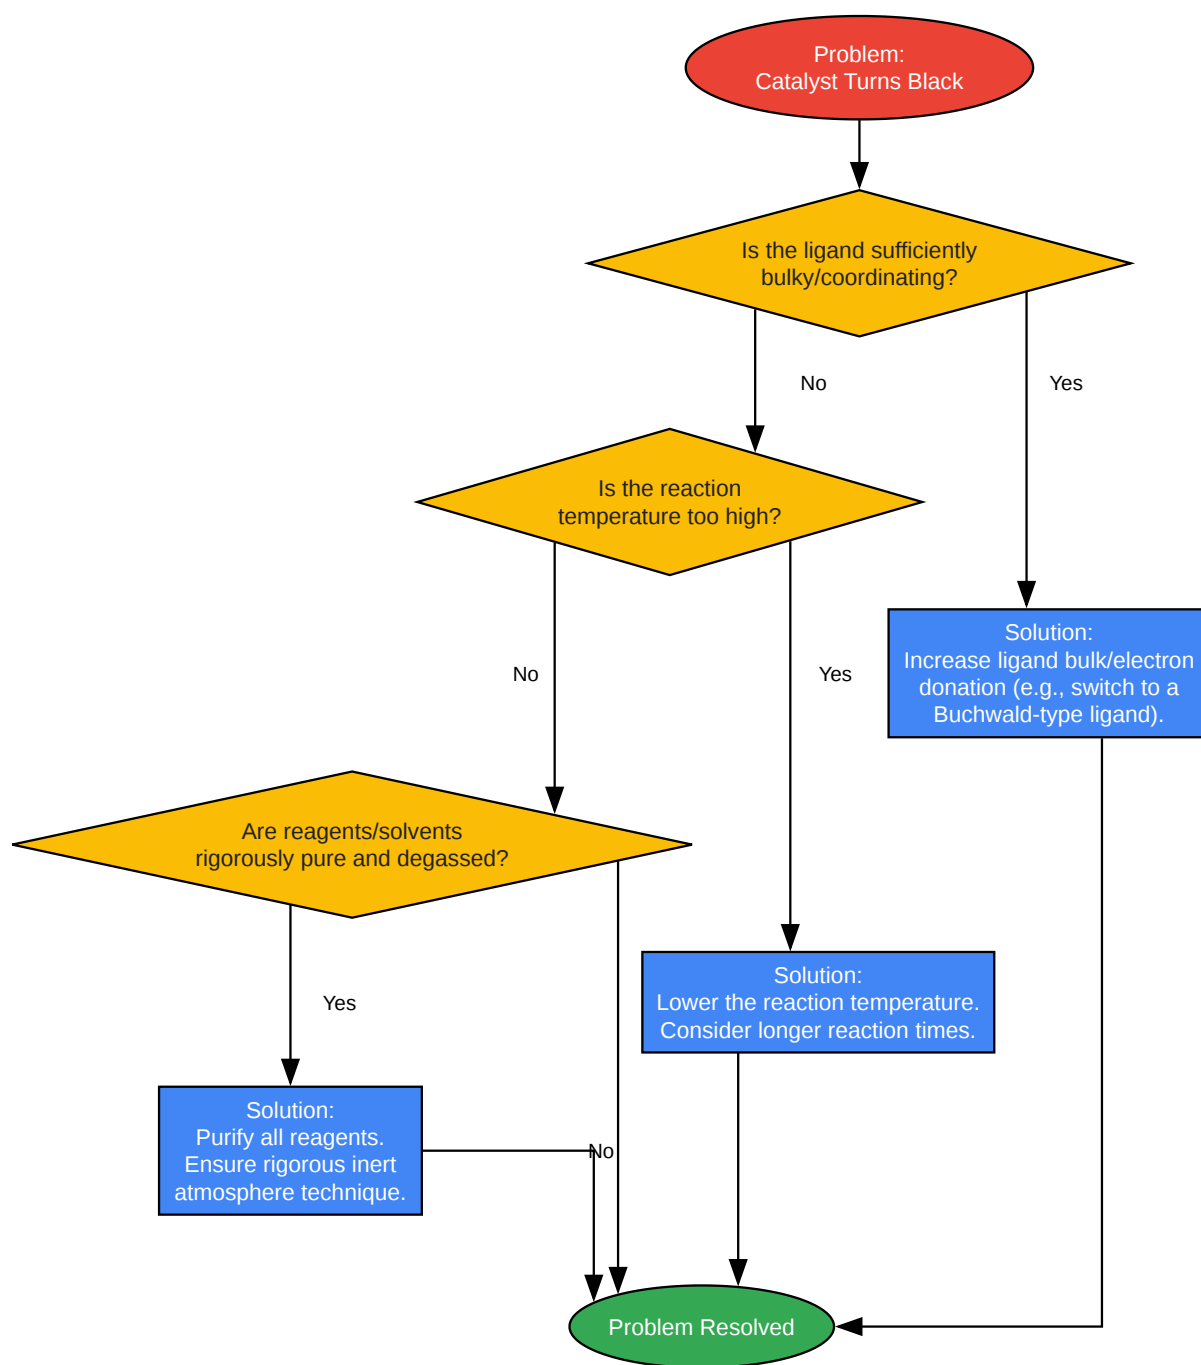 Problem:
Catalyst Turns Black
Is the ligand sufficiently
bulky/coordinating?
No
Yes
Is the reaction
temperature too high?
No
Yes
Solution:
Increase ligand bulk/electron
donation (e.g., switch to a
Buchwald-type ligand).
Are reagents/solvents
rigorously pure and degassed?
Yes
No
Solution:
Lower the reaction temperature.
Consider longer reaction times.
Solution:
Purify all reagents.
Ensure rigorous inert
atmosphere technique.
Problem Resolved